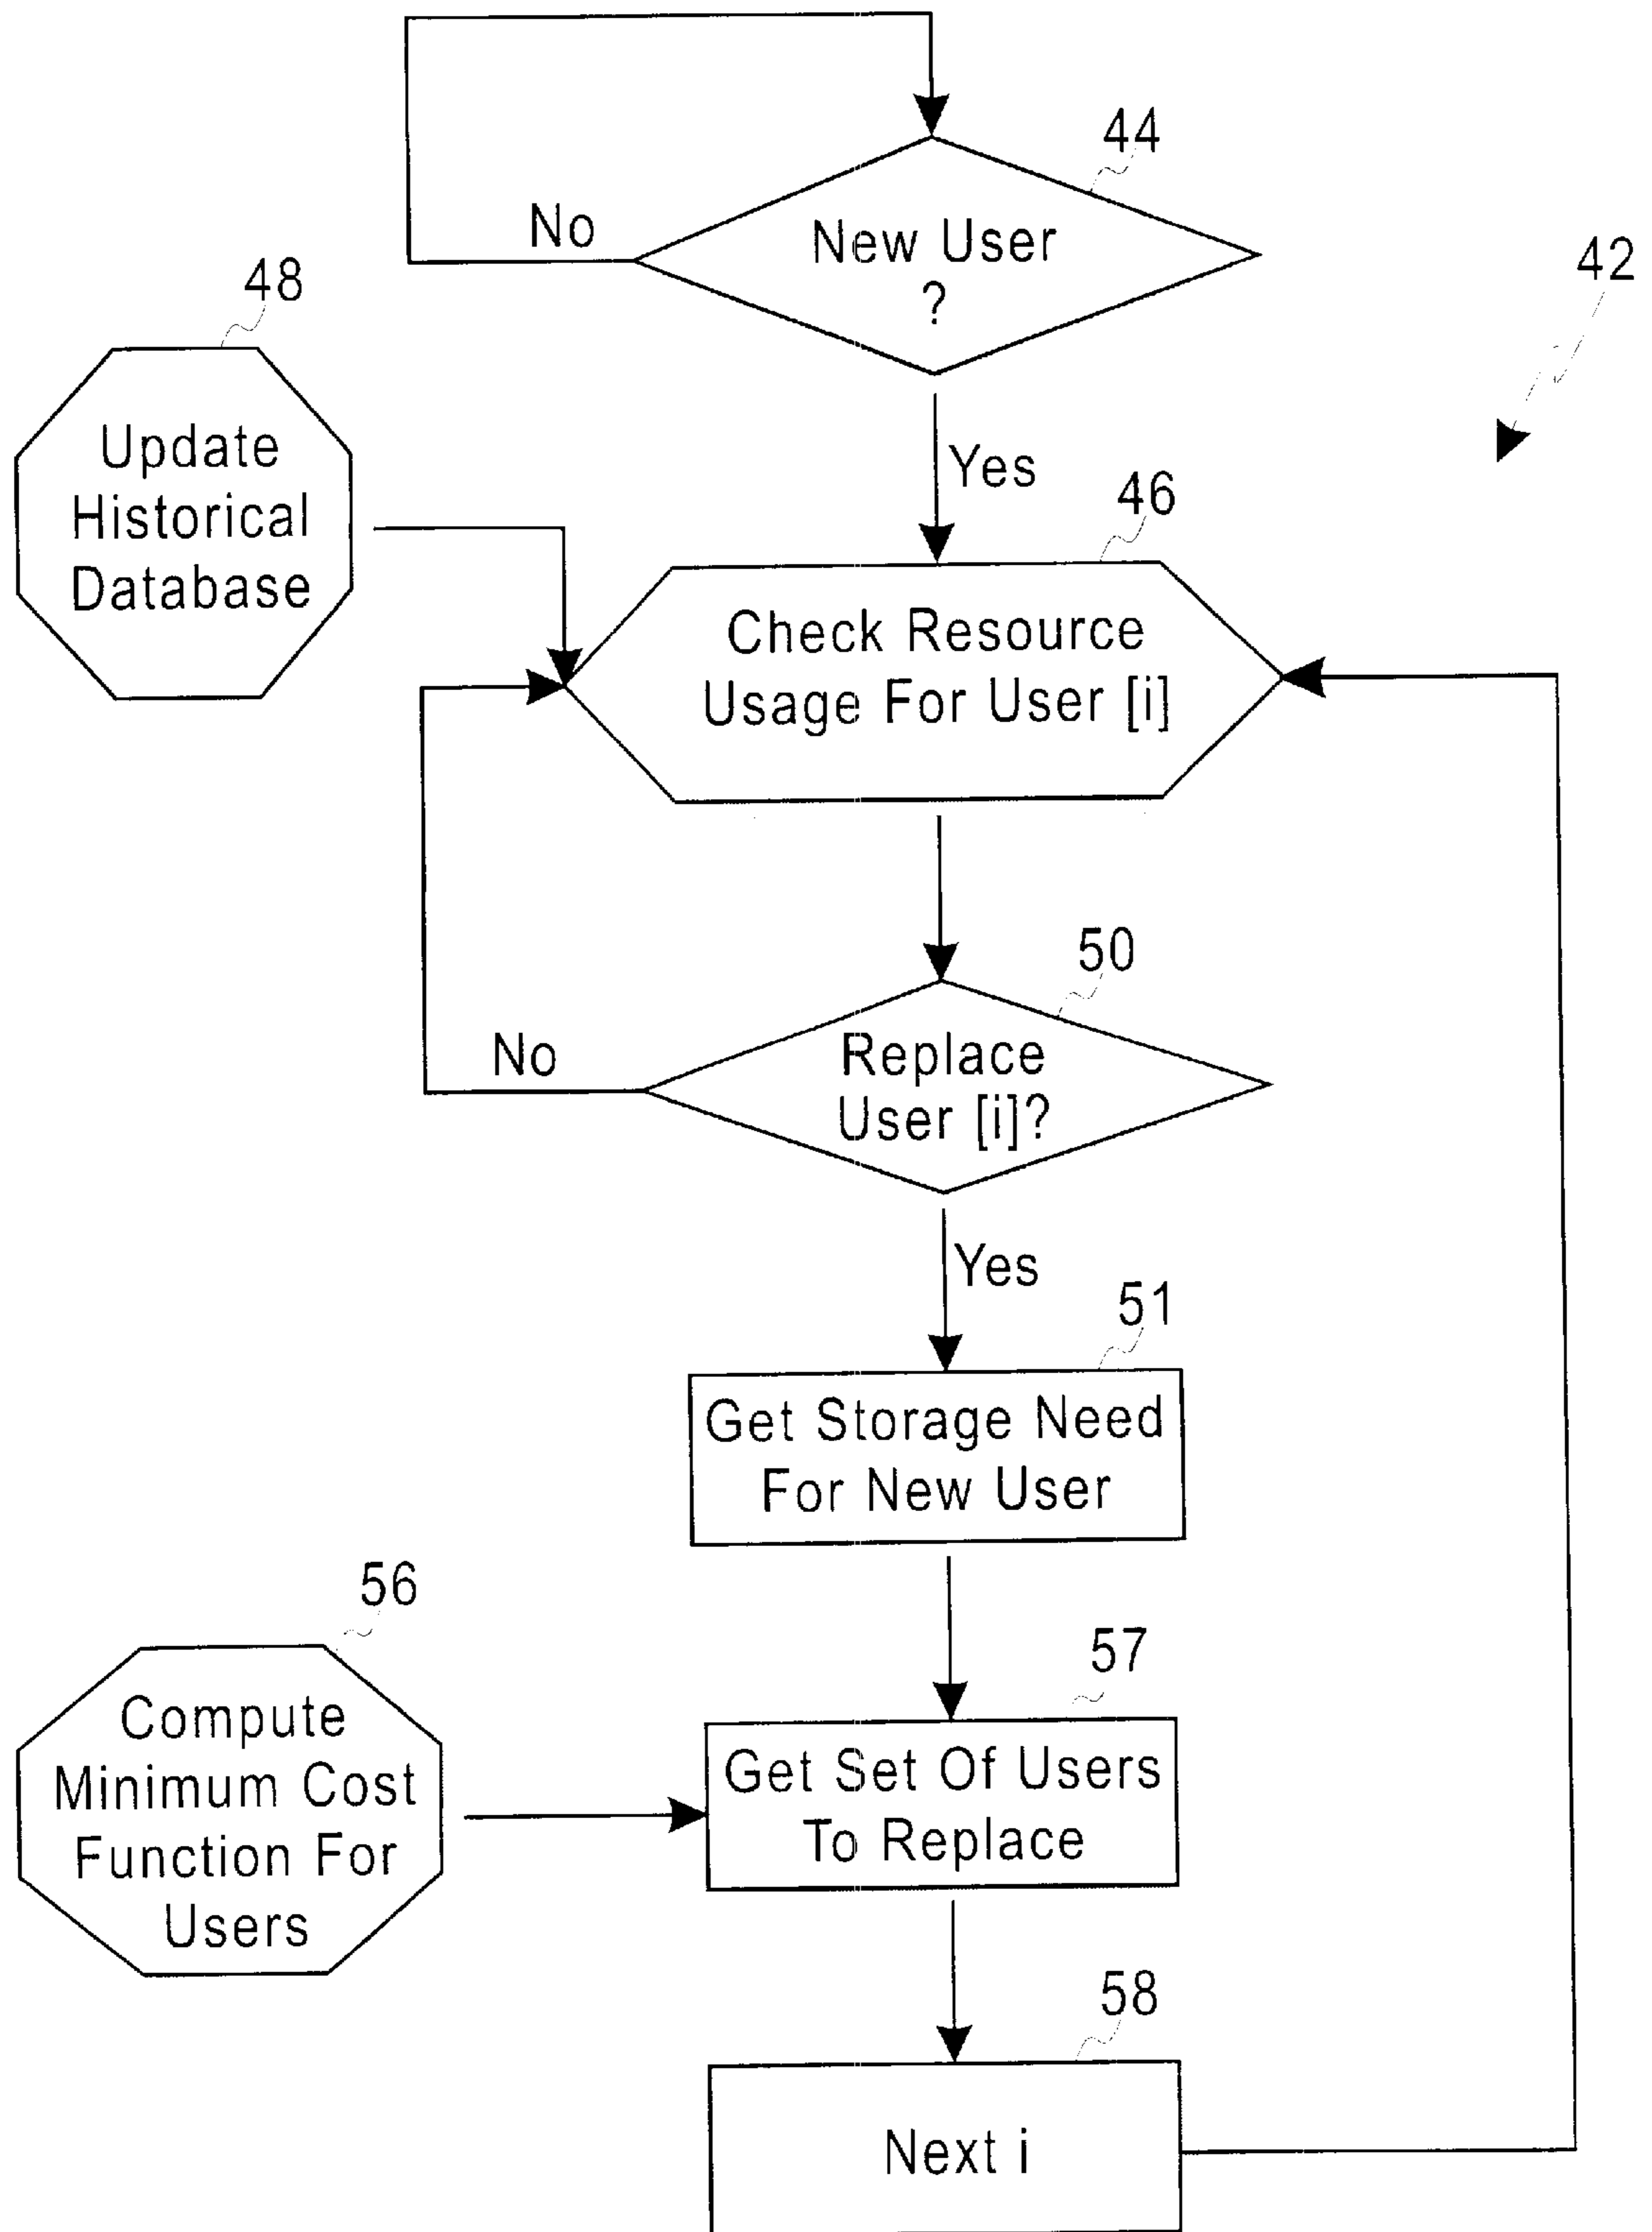 44
No
New User
?
42
48
Update
Historical
Database
Yes
46
Check Resource
Usage For User [i]
50
No
Replace
User [i]?
Yes
51
Get Storage Need
For New User
56
Compute
Minimum Cost
Function For
Users
57
Get Set Of Users
To Replace
58
Next i